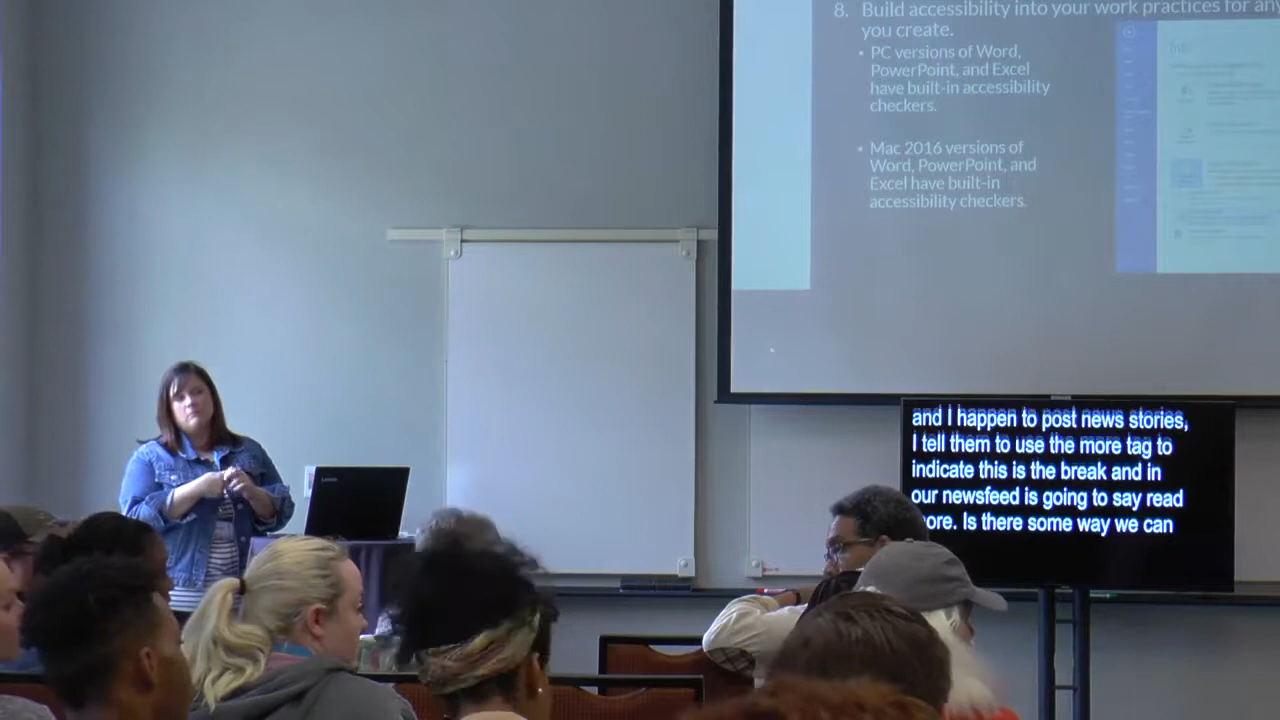 8. Build accessibility into your work practices for any
you create.
• PC versions of Word,
PowerPoint, and Excel
have built-in accessibility
checkers.
• Mac 2016 versions of
Word, PowerPoint, and
Excel have built-in
accessibility checkers.
Lenovo
and I happen to post news stories,
I tell them to use the more tag to
indicate this is the break and in
our newsfeed is going to say read
ore. Is there some way we can